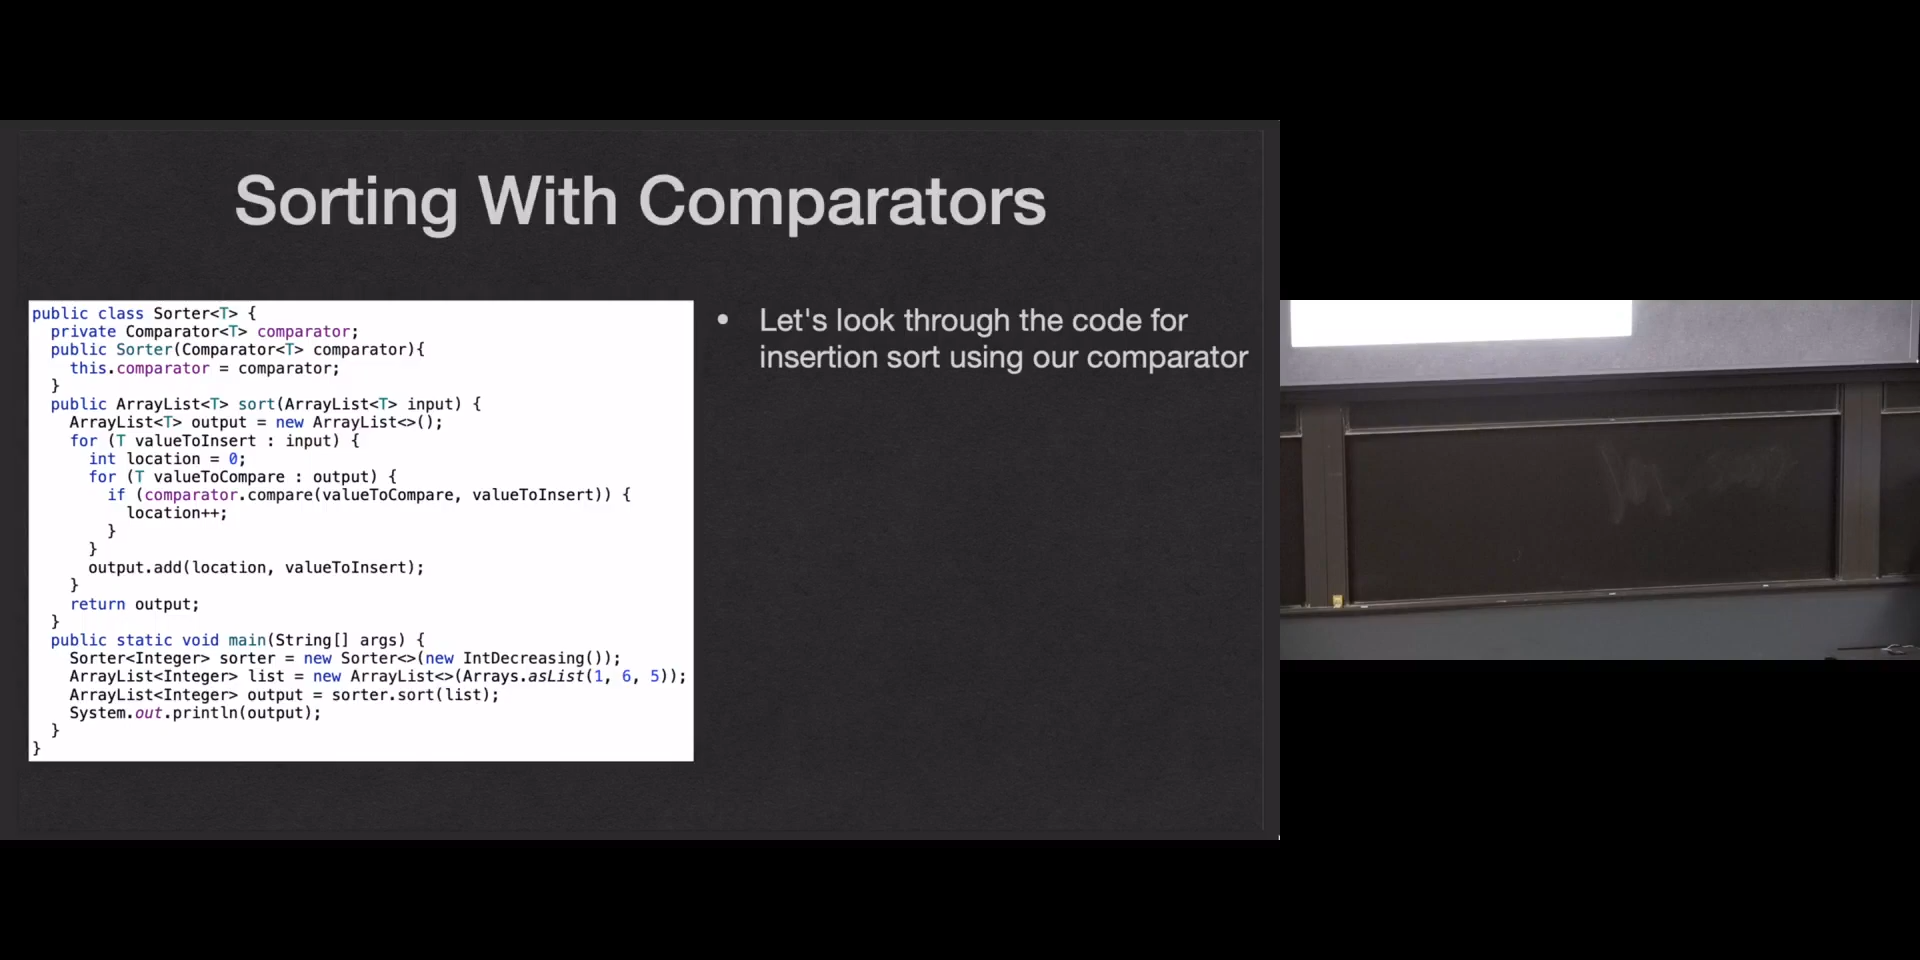 Sorting With Comparators
public class Sorter<T> {
  private Comparator<T> comparator;
  public Sorter(Comparator<T> comparator){
    this.comparator = comparator;
  }
  public ArrayList<T> sort(ArrayList<T> input) {
    ArrayList<T> output = new ArrayList<>();
    for (T valueToInsert : input) {
      int location = 0;
      for (T valueToCompare : output) {
        if (comparator.compare(valueToCompare, valueToInsert)) {
          location++;
        }
      }
      output.add(location, valueToInsert);
    }
    return output;
  }
  public static void main(String[] args) {
    Sorter<Integer> sorter = new Sorter<>(new IntDecreasing());
    ArrayList<Integer> list = new ArrayList<>(Arrays.asList(1, 6, 5));
    ArrayList<Integer> output = sorter.sort(list);
    System.out.println(output);
  }
}
• Let's look through the code for
insertion sort using our comparator